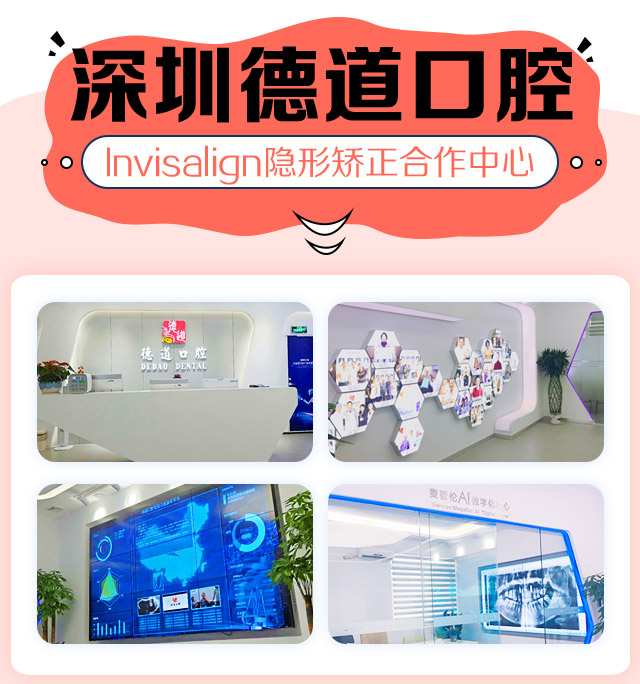 深圳德道口腔
Invisalign隐形矫正合作中心
德道
德道口腔
DEDAO DENTAL
麦哲伦AI数字化中心